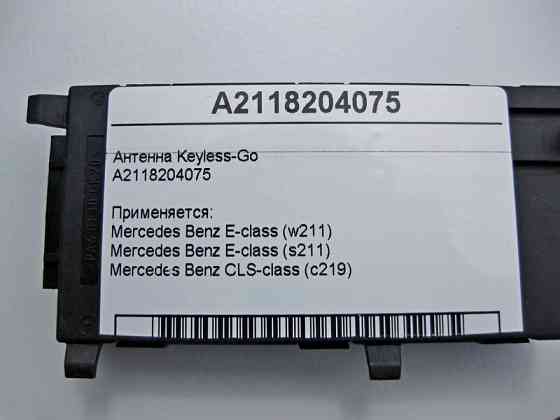 A2118204075
Антенна Keyless-Go
A2118204075
Применяется:
Mercedes Benz E-class (w211)
Mercedes Benz E-class (s211)
Mercedes Benz CLS-class (c219)